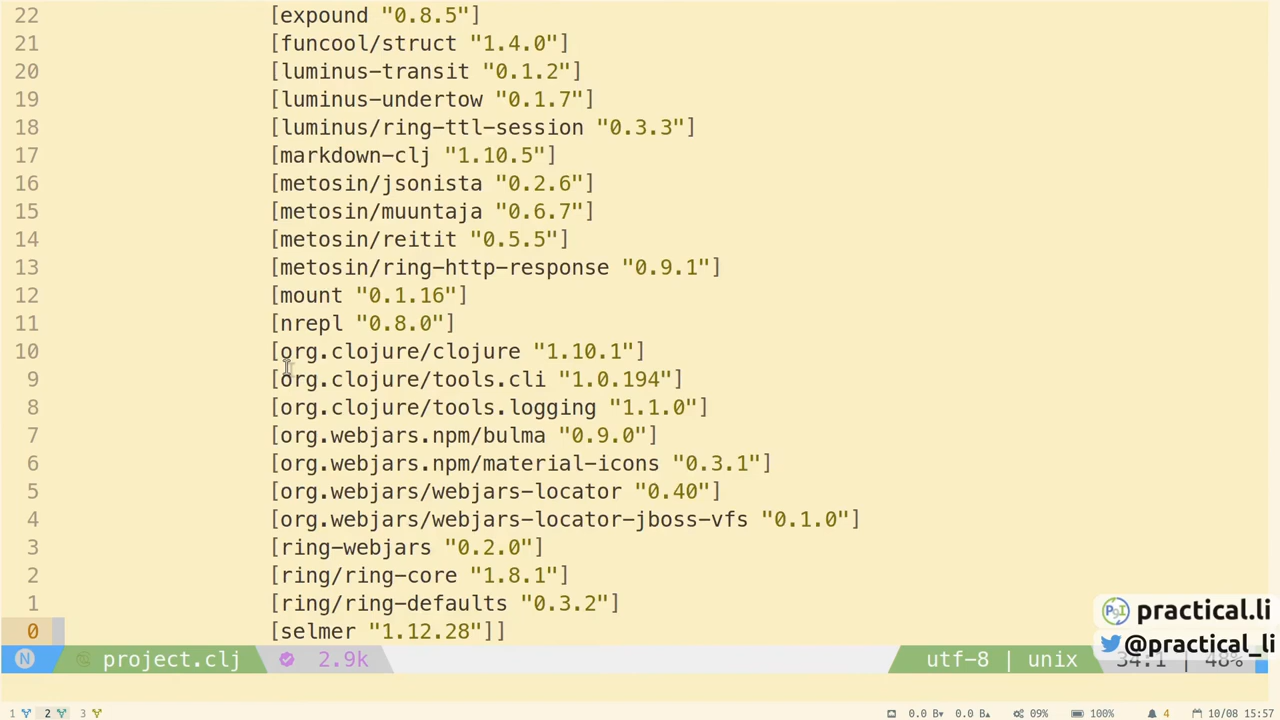 22 [expound "0.8.5"]
21 [funcool/struct "1.4.0"]
20 [luminus-transit "0.1.2"]
19 [luminus-undertow "0.1.7"]
18 [luminus/ring-ttl-session "0.3.3"]
17 [markdown-clj "1.10.5"]
16 [metosin/jsonista "0.2.6"]
15 [metosin/muuntaja "0.6.7"]
14 [metosin/reitit "0.5.5"]
13 [metosin/ring-http-response "0.9.1"]
12 [mount "0.1.16"]
11 [nrepl "0.8.0"]
10 [org.clojure/clojure "1.10.1"]
9 [org.clojure/tools.cli "1.0.194"]
8 [org.clojure/tools.logging "1.1.0"]
7 [org.webjars.npm/bulma "0.9.0"]
6 [org.webjars.npm/material-icons "0.3.1"]
5 [org.webjars/webjars-locator "0.40"]
4 [org.webjars/webjars-locator-jboss-vfs "0.1.0"]
3 [ring-webjars "0.2.0"]
2 [ring/ring-core "1.8.1"]
1 [ring/ring-defaults "0.3.2"]
0 [selmer "1.12.28"]]
practical.li
@practical_li
N project.clj 2.9k utf-8 | unix 34:1 | 48%
1 2 3 0.0 B 0.0 B 09% 100% 4 10/08 15:57